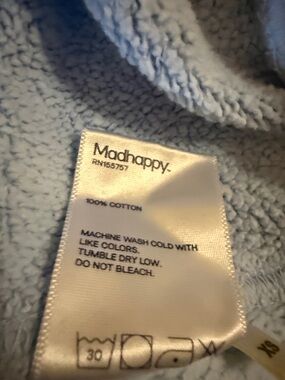 Madhappy.
RN155757
100% COTTON
MACHINE WASH COLD WITH
LIKE COLORS.
TUMBLE DRY LOW.
DO NOT BLEACH.
30
XS